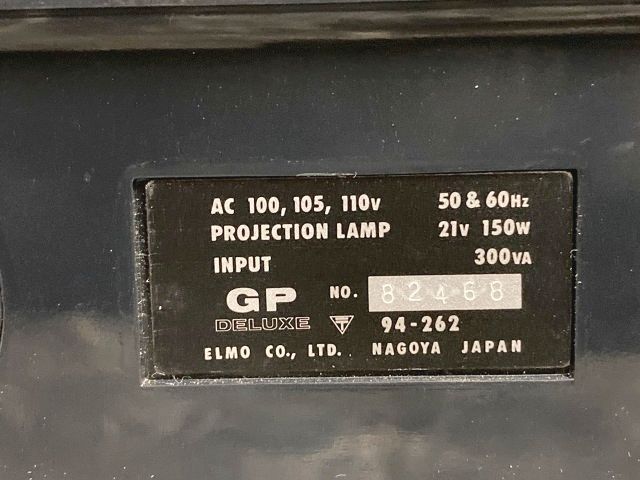 AC 100, 105, 110V 50 & 60Hz
PROJECTION LAMP 21V 150W
INPUT 300VA
GP NO. 82468
DELUXE 94-262
ELMO CO., LTD. NAGOYA JAPAN